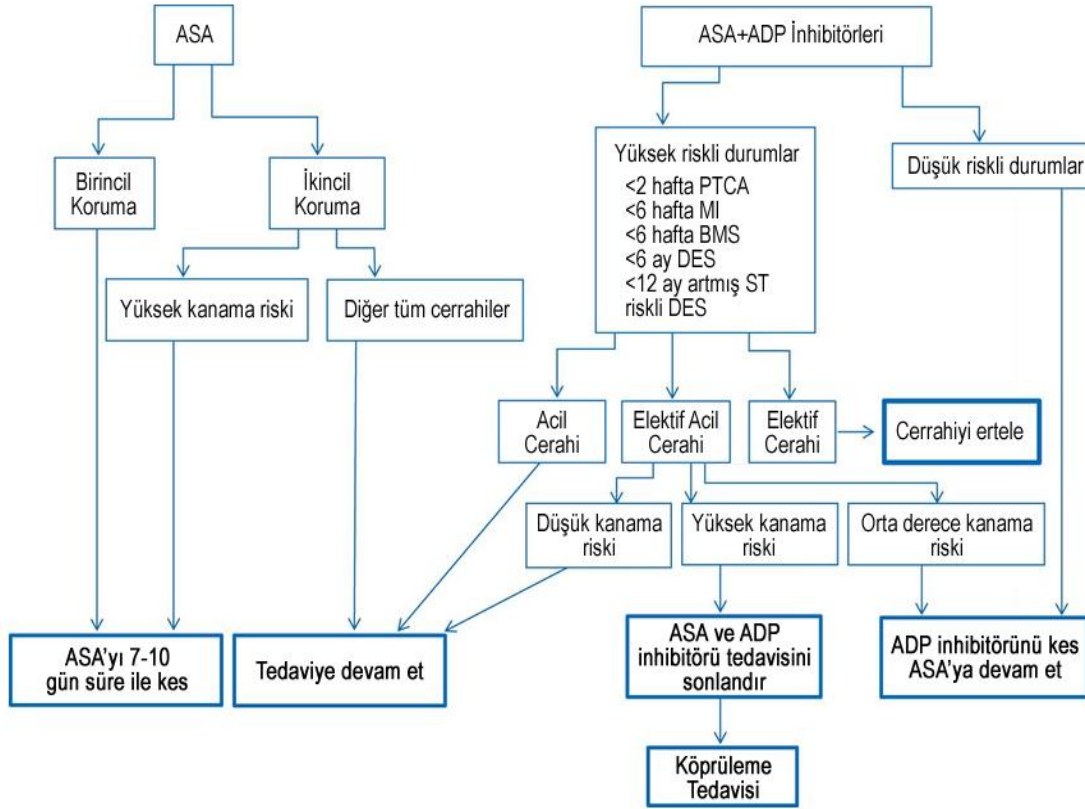 ASA
ASA+ADP İnhibitörleri
Birincil
Koruma
İkincil
Koruma
Yüksek riskli durumlar
<2 hafta PTCA
<6 hafta MI
<6 hafta BMS
<6 ay DES
<12 ay artmış ST
riskli DES
Düşük riskli durumlar
Yüksek kanama riski
Diğer tüm cerrahiler
Acil
Cerahi
Elektif Acil
Cerahi
Elektif
Cerahi
Cerrahiyi ertele
Düşük kanama
riski
Yüksek kanama
riski
Orta derece kanama
riski
ASA'yı 7-10
gün süre ile kes
Tedaviye devam et
ASA ve ADP
inhibitörü tedavisini
sonlandır
ADP inhibitörünü kes
ASA'ya devam et
Köprüleme
Tedavisi